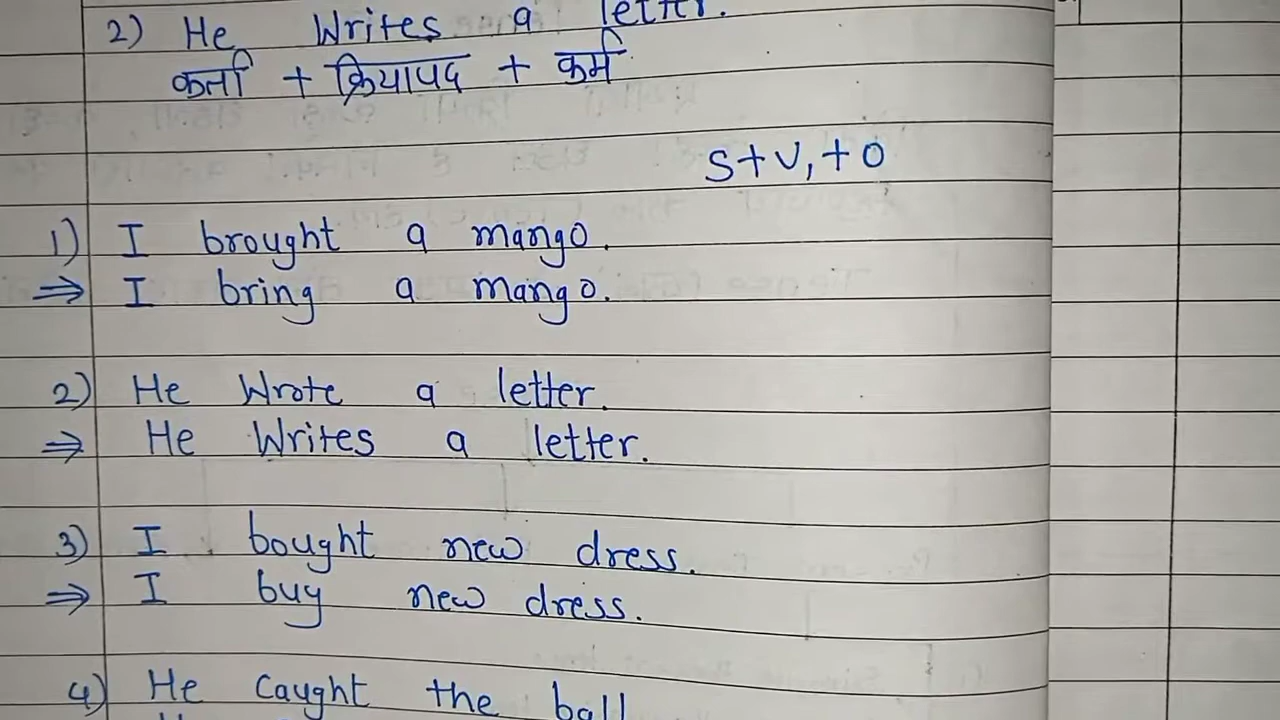 2) He Writes a letter.
कर्ता + क्रियापद + कर्म
S+V₁+O
1) I brought a mango.
⇒ I bring a mango.
2) He Wrote a letter.
⇒ He Writes a letter.
3) I bought new dress.
⇒ I buy new dress.
4) He caught the ball